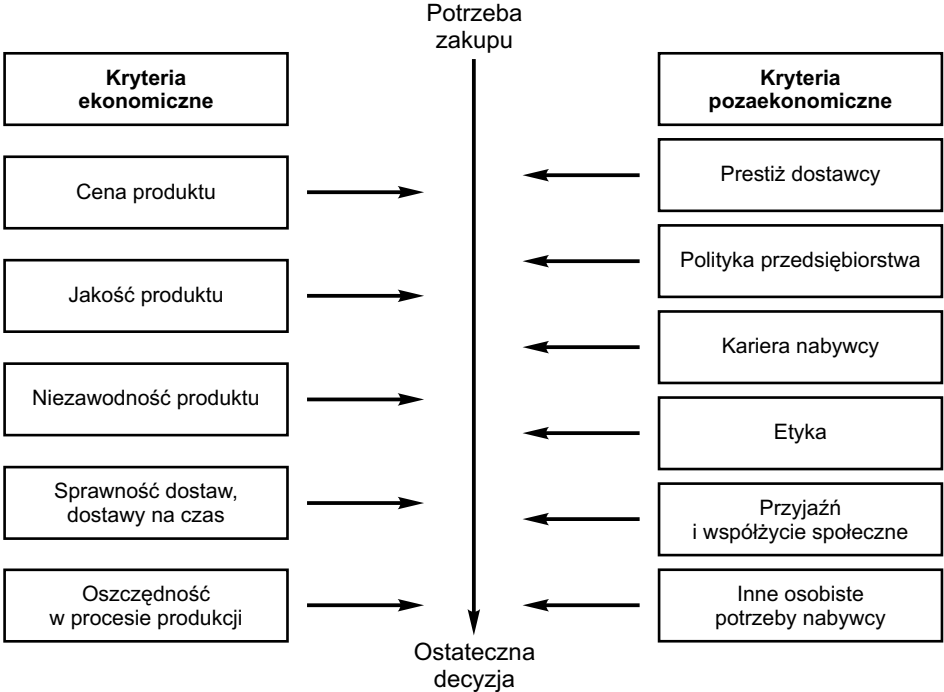 Potrzeba
zakupu
Kryteria
ekonomiczne
Cena produktu
Jakość produktu
Niezawodność produktu
Sprawność dostaw,
dostawy na czas
Oszczędność
w procesie produkcji
Kryteria
pozaekonomiczne
Prestiż dostawcy
Polityka przedsiębiorstwa
Kariera nabywcy
Etyka
Przyjaźń
i współżycie społeczne
Inne osobiste
potrzeby nabywcy
Ostateczna
decyzja